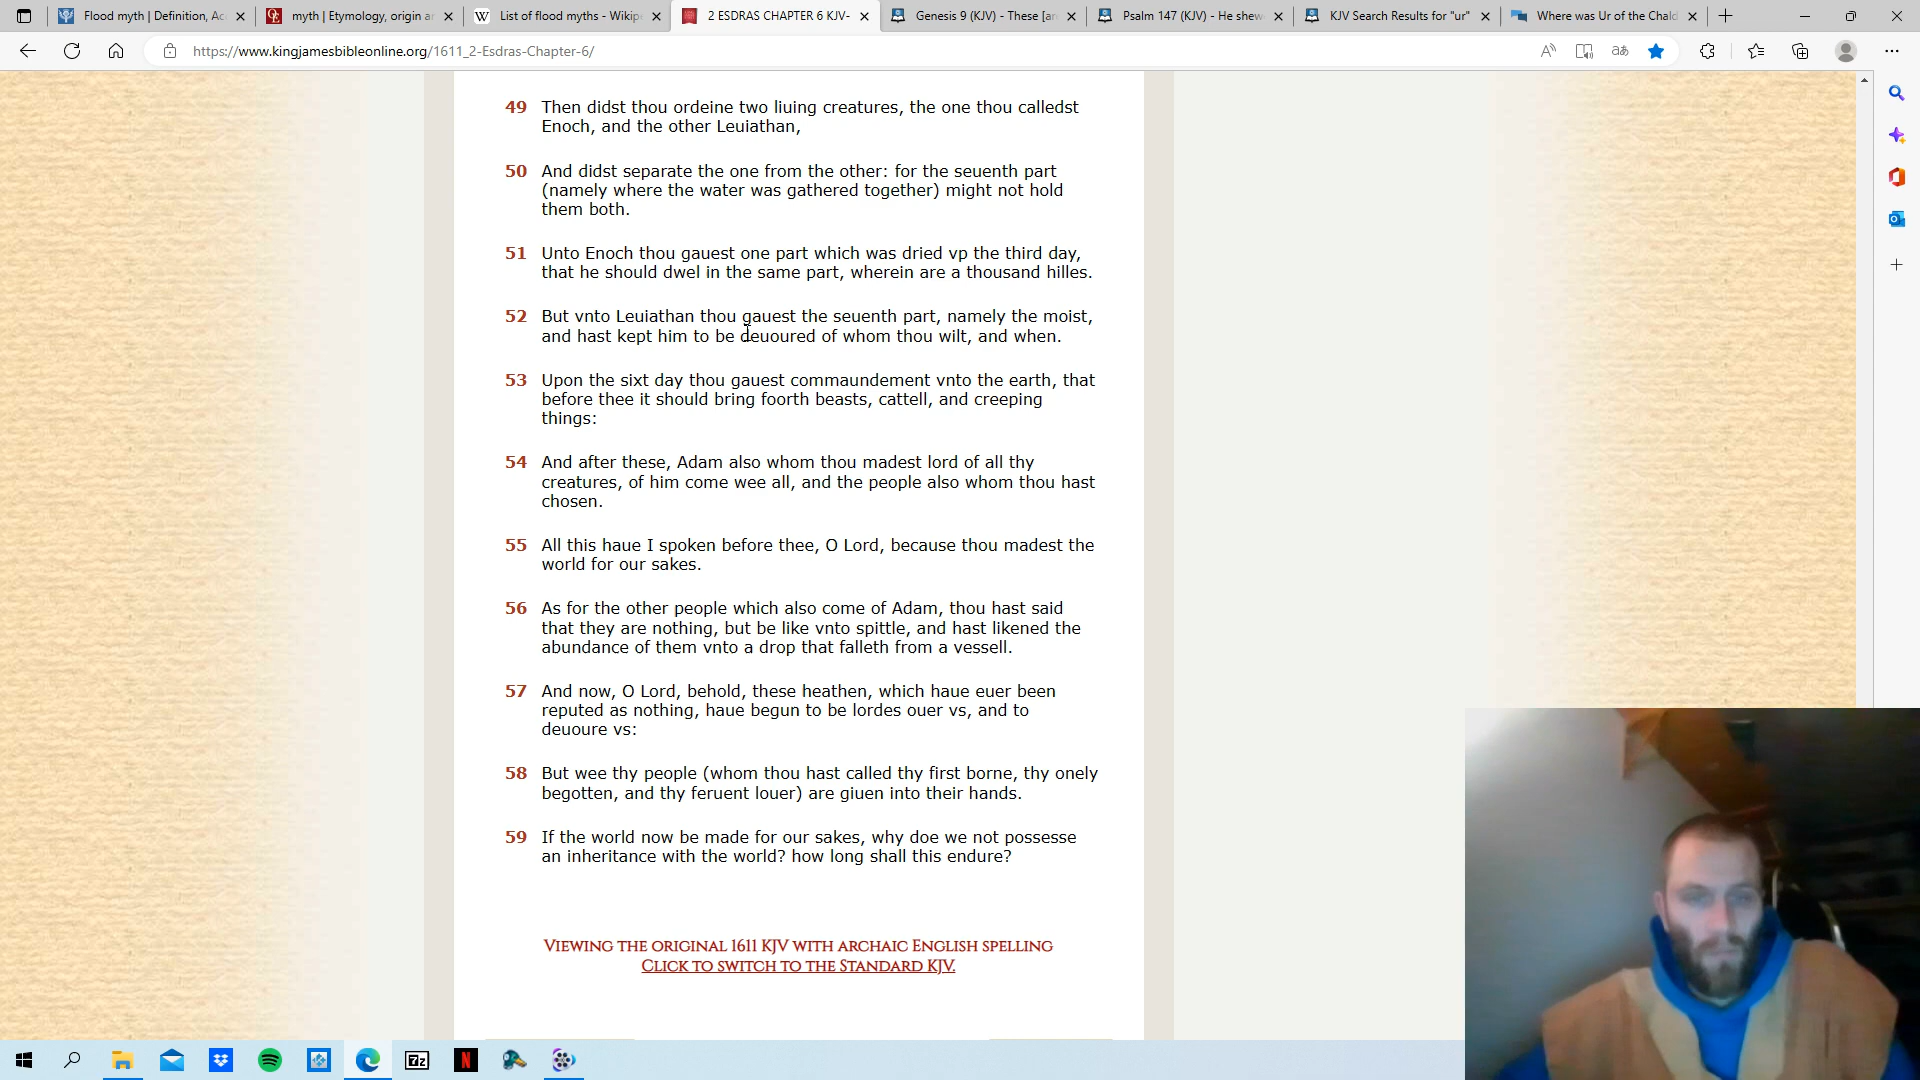 Flood myth | Definition, Ac
myth | Etymology, origin a
List of flood myths - Wikip
2 ESDRAS CHAPTER 6 KJV-
Genesis 9 (KJV) - These [a
Psalm 147 (KJV) - He shew
KJV Search Results for "ur"
Where was Ur of the Chald
https://www.kingjamesbibleonline.org/1611_2-Esdras-Chapter-6/
49 Then didst thou ordeine two liuing creatures, the one thou calledst
Enoch, and the other Leuiathan,
50 And didst separate the one from the other: for the seuenth part
(namely where the water was gathered together) might not hold
them both.
51 Unto Enoch thou gauest one part which was dried vp the third day,
that he should dwel in the same part, wherein are a thousand hilles.
52 But vnto Leuiathan thou gauest the seuenth part, namely the moist,
and hast kept him to be deuoured of whom thou wilt, and when.
53 Upon the sixt day thou gauest commaundement vnto the earth, that
before thee it should bring foorth beasts, cattell, and creeping
things:
54 And after these, Adam also whom thou madest lord of all thy
creatures, of him come wee all, and the people also whom thou hast
chosen.
55 All this haue I spoken before thee, O Lord, because thou madest the
world for our sakes.
56 As for the other people which also come of Adam, thou hast said
that they are nothing, but be like vnto spittle, and hast likened the
abundance of them vnto a drop that falleth from a vessell.
57 And now, O Lord, behold, these heathen, which haue euer been
reputed as nothing, haue begun to be lordes ouer vs, and to
deuoure vs:
58 But wee thy people (whom thou hast called thy first borne, thy onely
begotten, and thy feruent louer) are giuen into their hands.
59 If the world now be made for our sakes, why doe we not possesse
an inheritance with the world? how long shall this endure?
Viewing the original 1611 KJV with archaic English spelling
Click to switch to the Standard KJV.